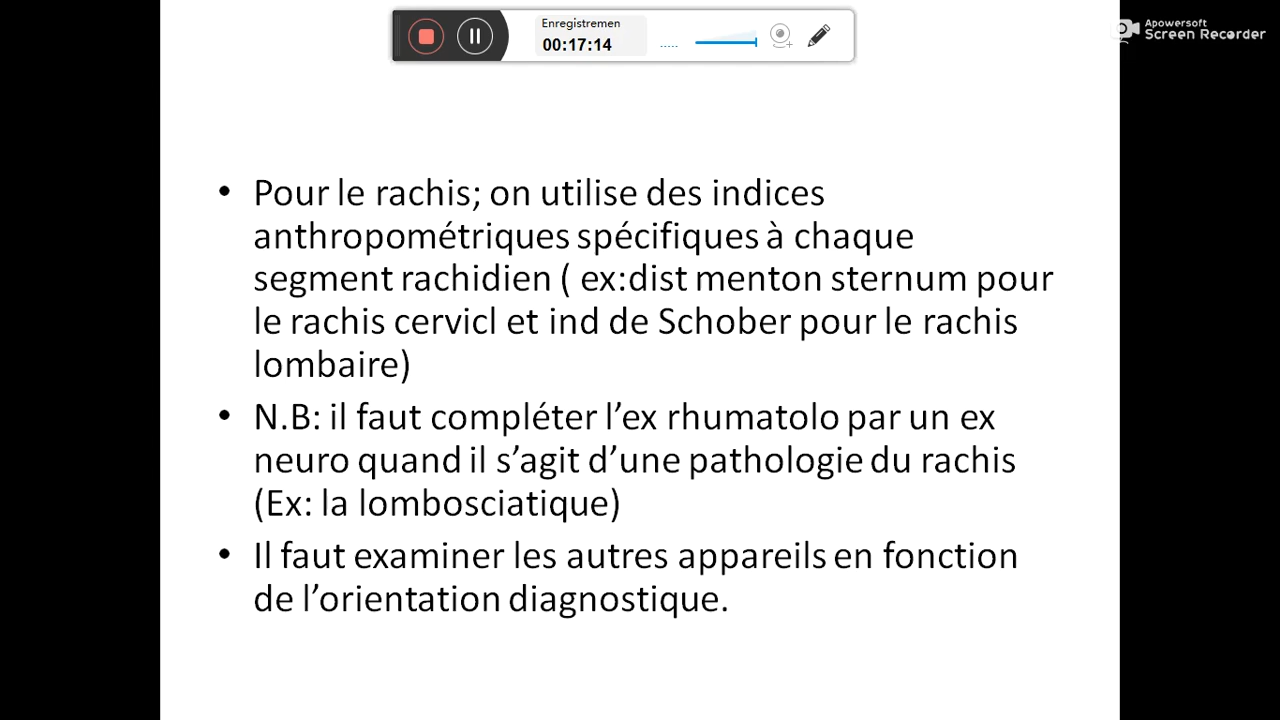 Enregistremen
00:17:14
Apowersoft
Screen Recorder
• Pour le rachis; on utilise des indices
anthropométriques spécifiques à chaque
segment rachidien ( ex:dist menton sternum pour
le rachis cervicl et ind de Schober pour le rachis
lombaire)
• N.B: il faut compléter l’ex rhumatolo par un ex
neuro quand il s’agit d’une pathologie du rachis
(Ex: la lombosciatique)
• Il faut examiner les autres appareils en fonction
de l’orientation diagnostique.